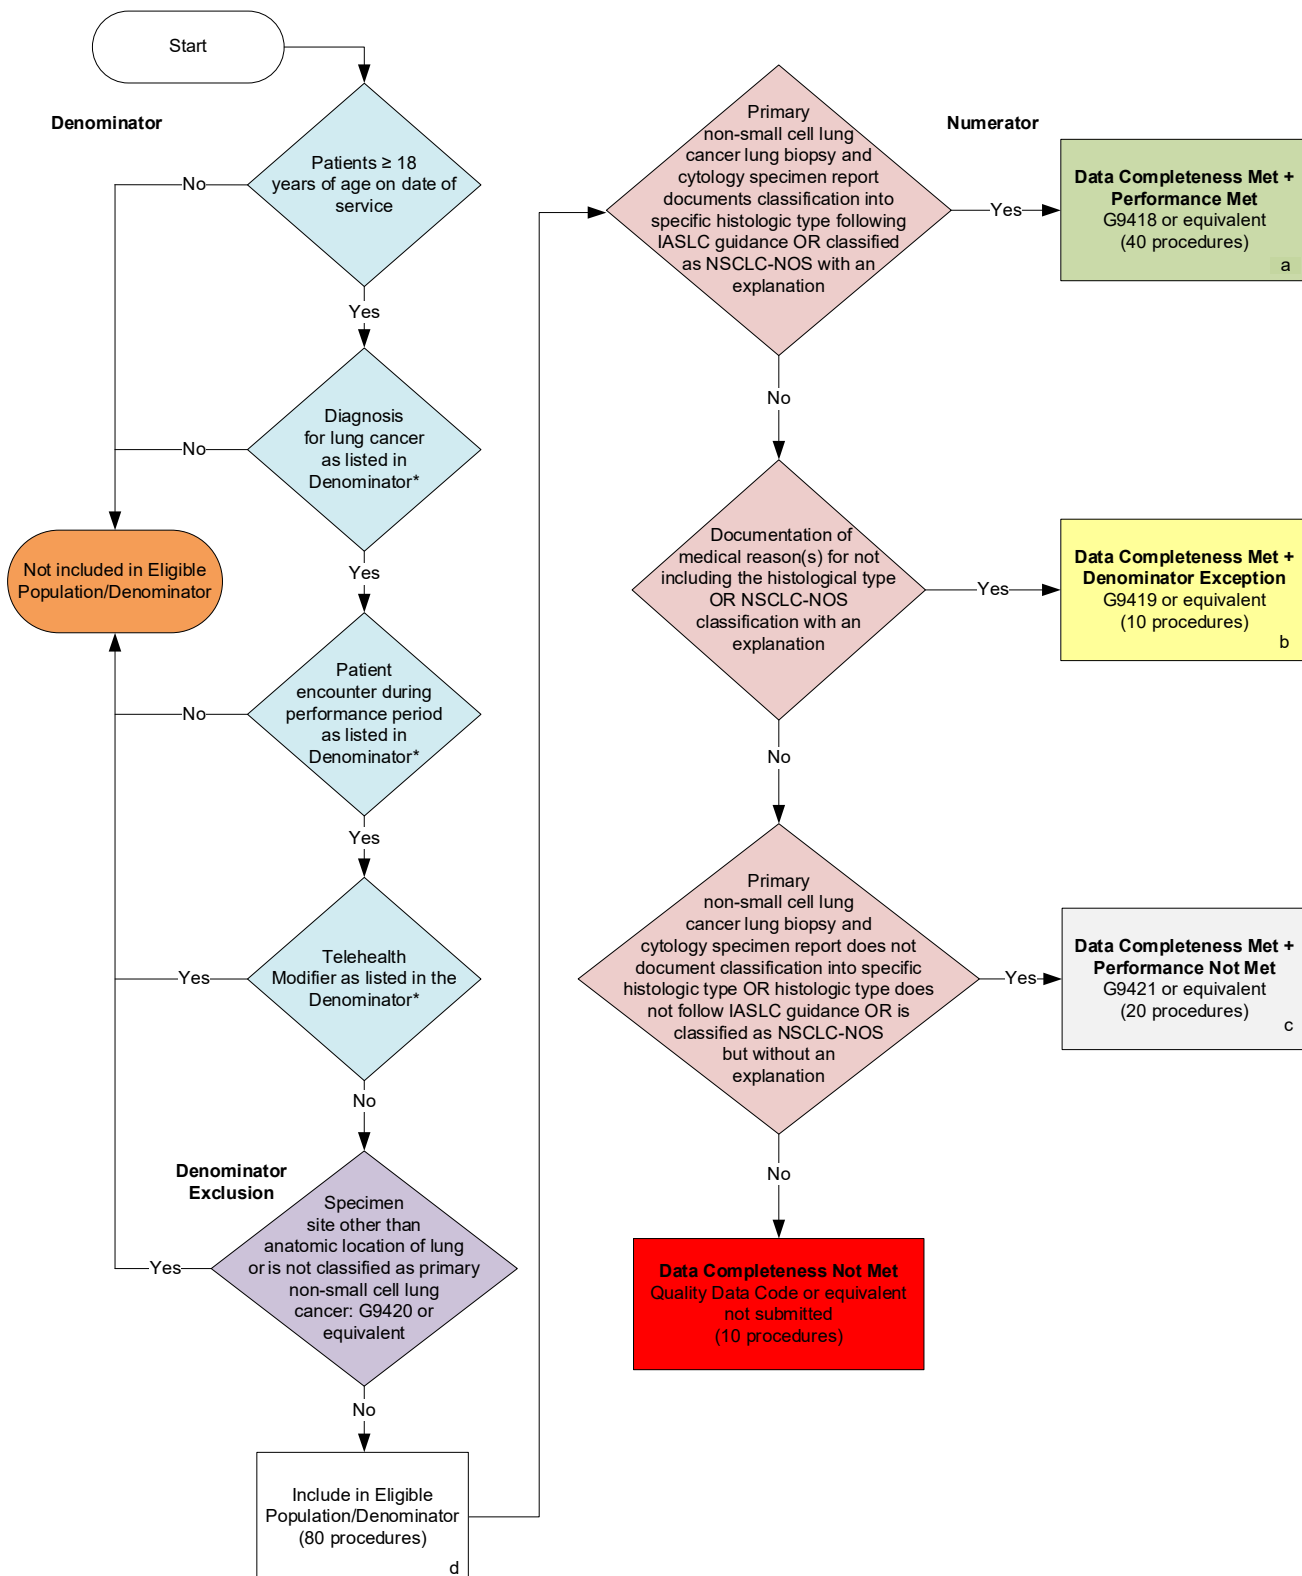 Start
Denominator
Patients ≥ 18
years of age on date of
service
No
Yes
Diagnosis
for lung cancer
as listed in
Denominator*
No
Yes
Not included in Eligible
Population/Denominator
Patient
encounter during
performance period
as listed in
Denominator*
No
Yes
Telehealth
Modifier as listed in the
Denominator*
Yes
No
Denominator
Exclusion
Specimen
site other than
anatomic location of lung
or is not classified as primary
non-small cell lung
cancer: G9420 or
equivalent
Yes
No
Include in Eligible
Population/Denominator
(80 procedures)
d
Numerator
Primary
non-small cell lung
cancer lung biopsy and
cytology specimen report
documents classification into
specific histologic type following
IASLC guidance OR classified
as NSCLC-NOS with an
explanation
Yes
Data Completeness Met +
Performance Met
G9418 or equivalent
(40 procedures)
a
No
Documentation of
medical reason(s) for not
including the histological type
OR NSCLC-NOS
classification with an
explanation
Yes
Data Completeness Met +
Denominator Exception
G9419 or equivalent
(10 procedures)
b
No
Primary
non-small cell lung
cancer lung biopsy and
cytology specimen report does not
document classification into specific
histologic type OR histologic type does
not follow IASLC guidance OR is
classified as NSCLC-NOS
but without an
explanation
Yes
Data Completeness Met +
Performance Not Met
G9421 or equivalent
(20 procedures)
c
No
Data Completeness Not Met
Quality Data Code or equivalent
not submitted
(10 procedures)